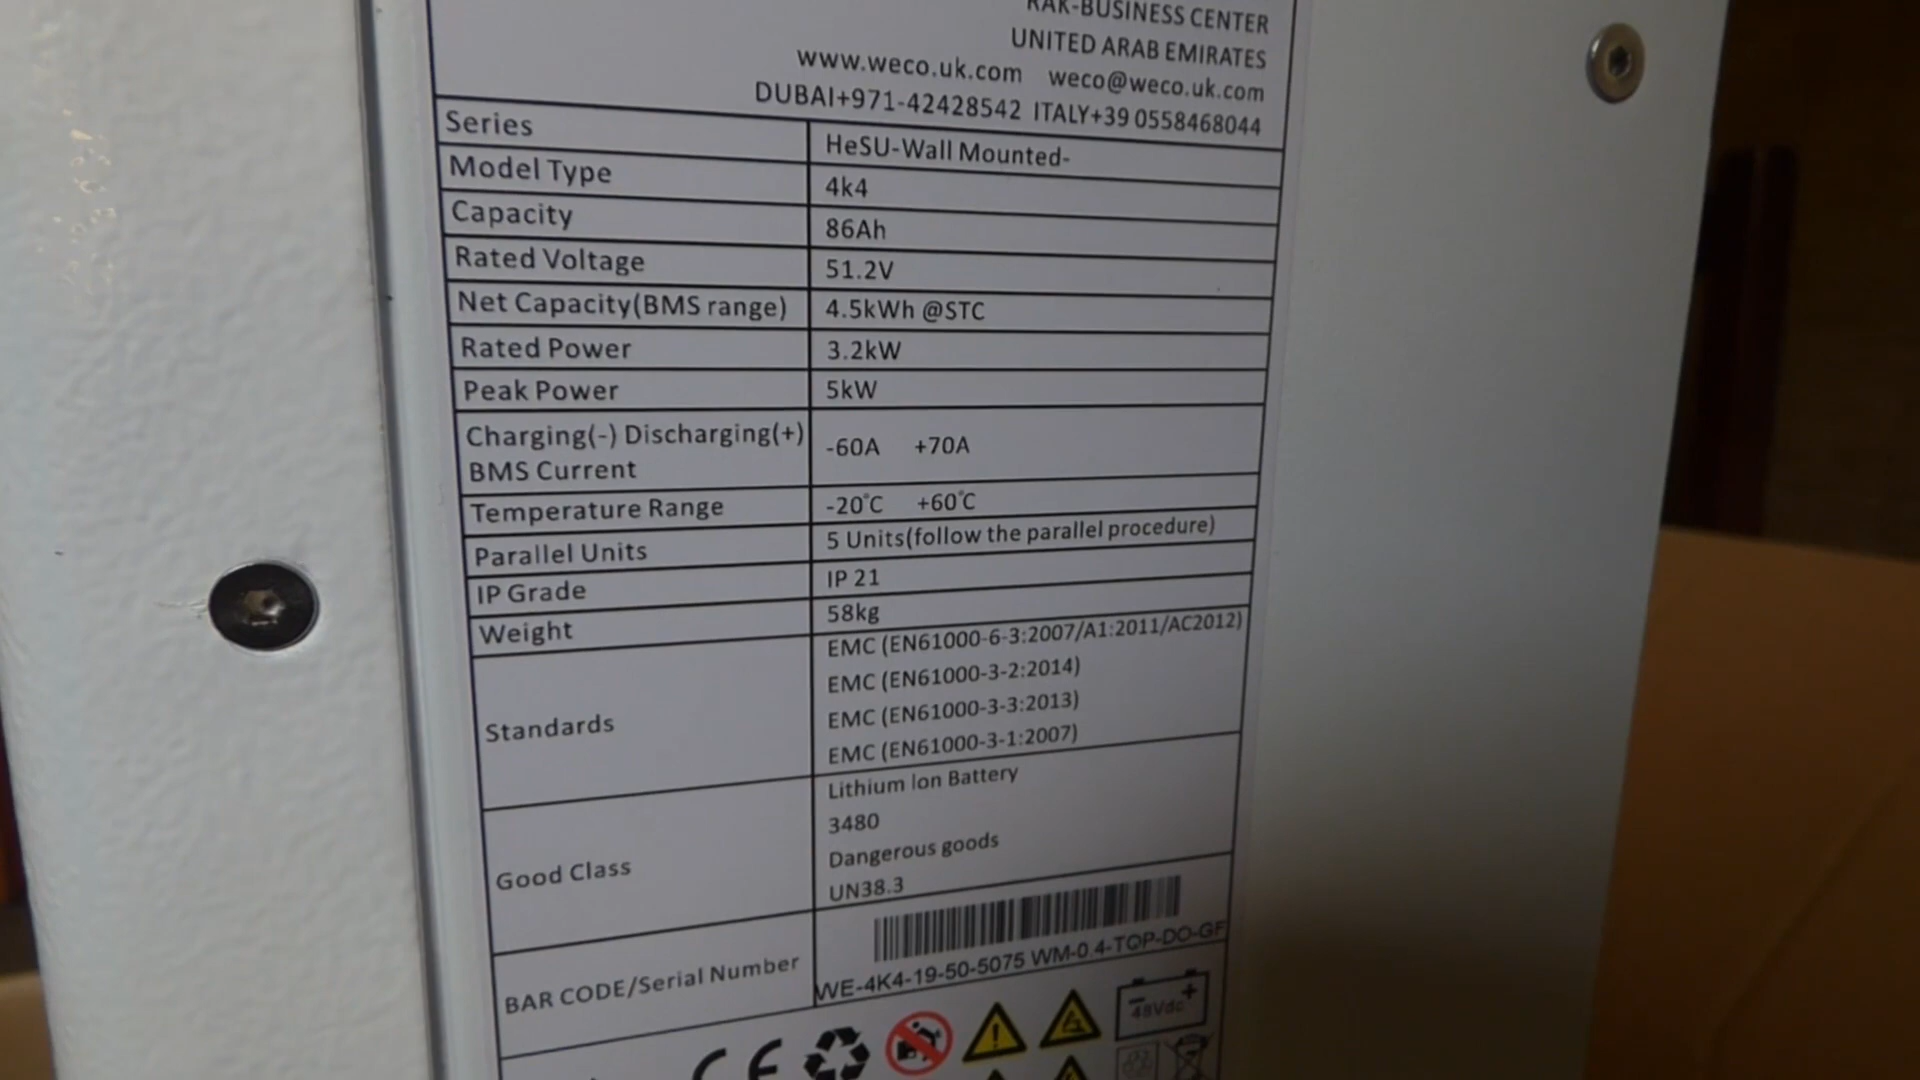 RAK-BUSINESS CENTER
UNITED ARAB EMIRATES
www.weco.uk.com weco@weco.uk.com
DUBAI+971-42428542 ITALY+39 0558468044
Series HeSU-Wall Mounted-
Model Type 4k4
Capacity 86Ah
Rated Voltage 51.2V
Net Capacity(BMS range) 4.5kWh @STC
Rated Power 3.2kW
Peak Power 5kW
Charging(-) Discharging(+)
BMS Current
-60A +70A
Temperature Range -20℃ +60℃
Parallel Units 5 Units(follow the parallel procedure)
IP Grade IP 21
Weight 58kg
Standards
EMC (EN61000-6-3:2007/A1:2011/AC2012)
EMC (EN61000-3-2:2014)
EMC (EN61000-3-3:2013)
EMC (EN61000-3-1:2007)
Good Class
Lithium Ion Battery
3480
Dangerous goods
UN38.3
BAR CODE/Serial Number
WE-4K4-19-50-5075 WM-0.4-TOP-DO-GF
CE
- +
48Vdc